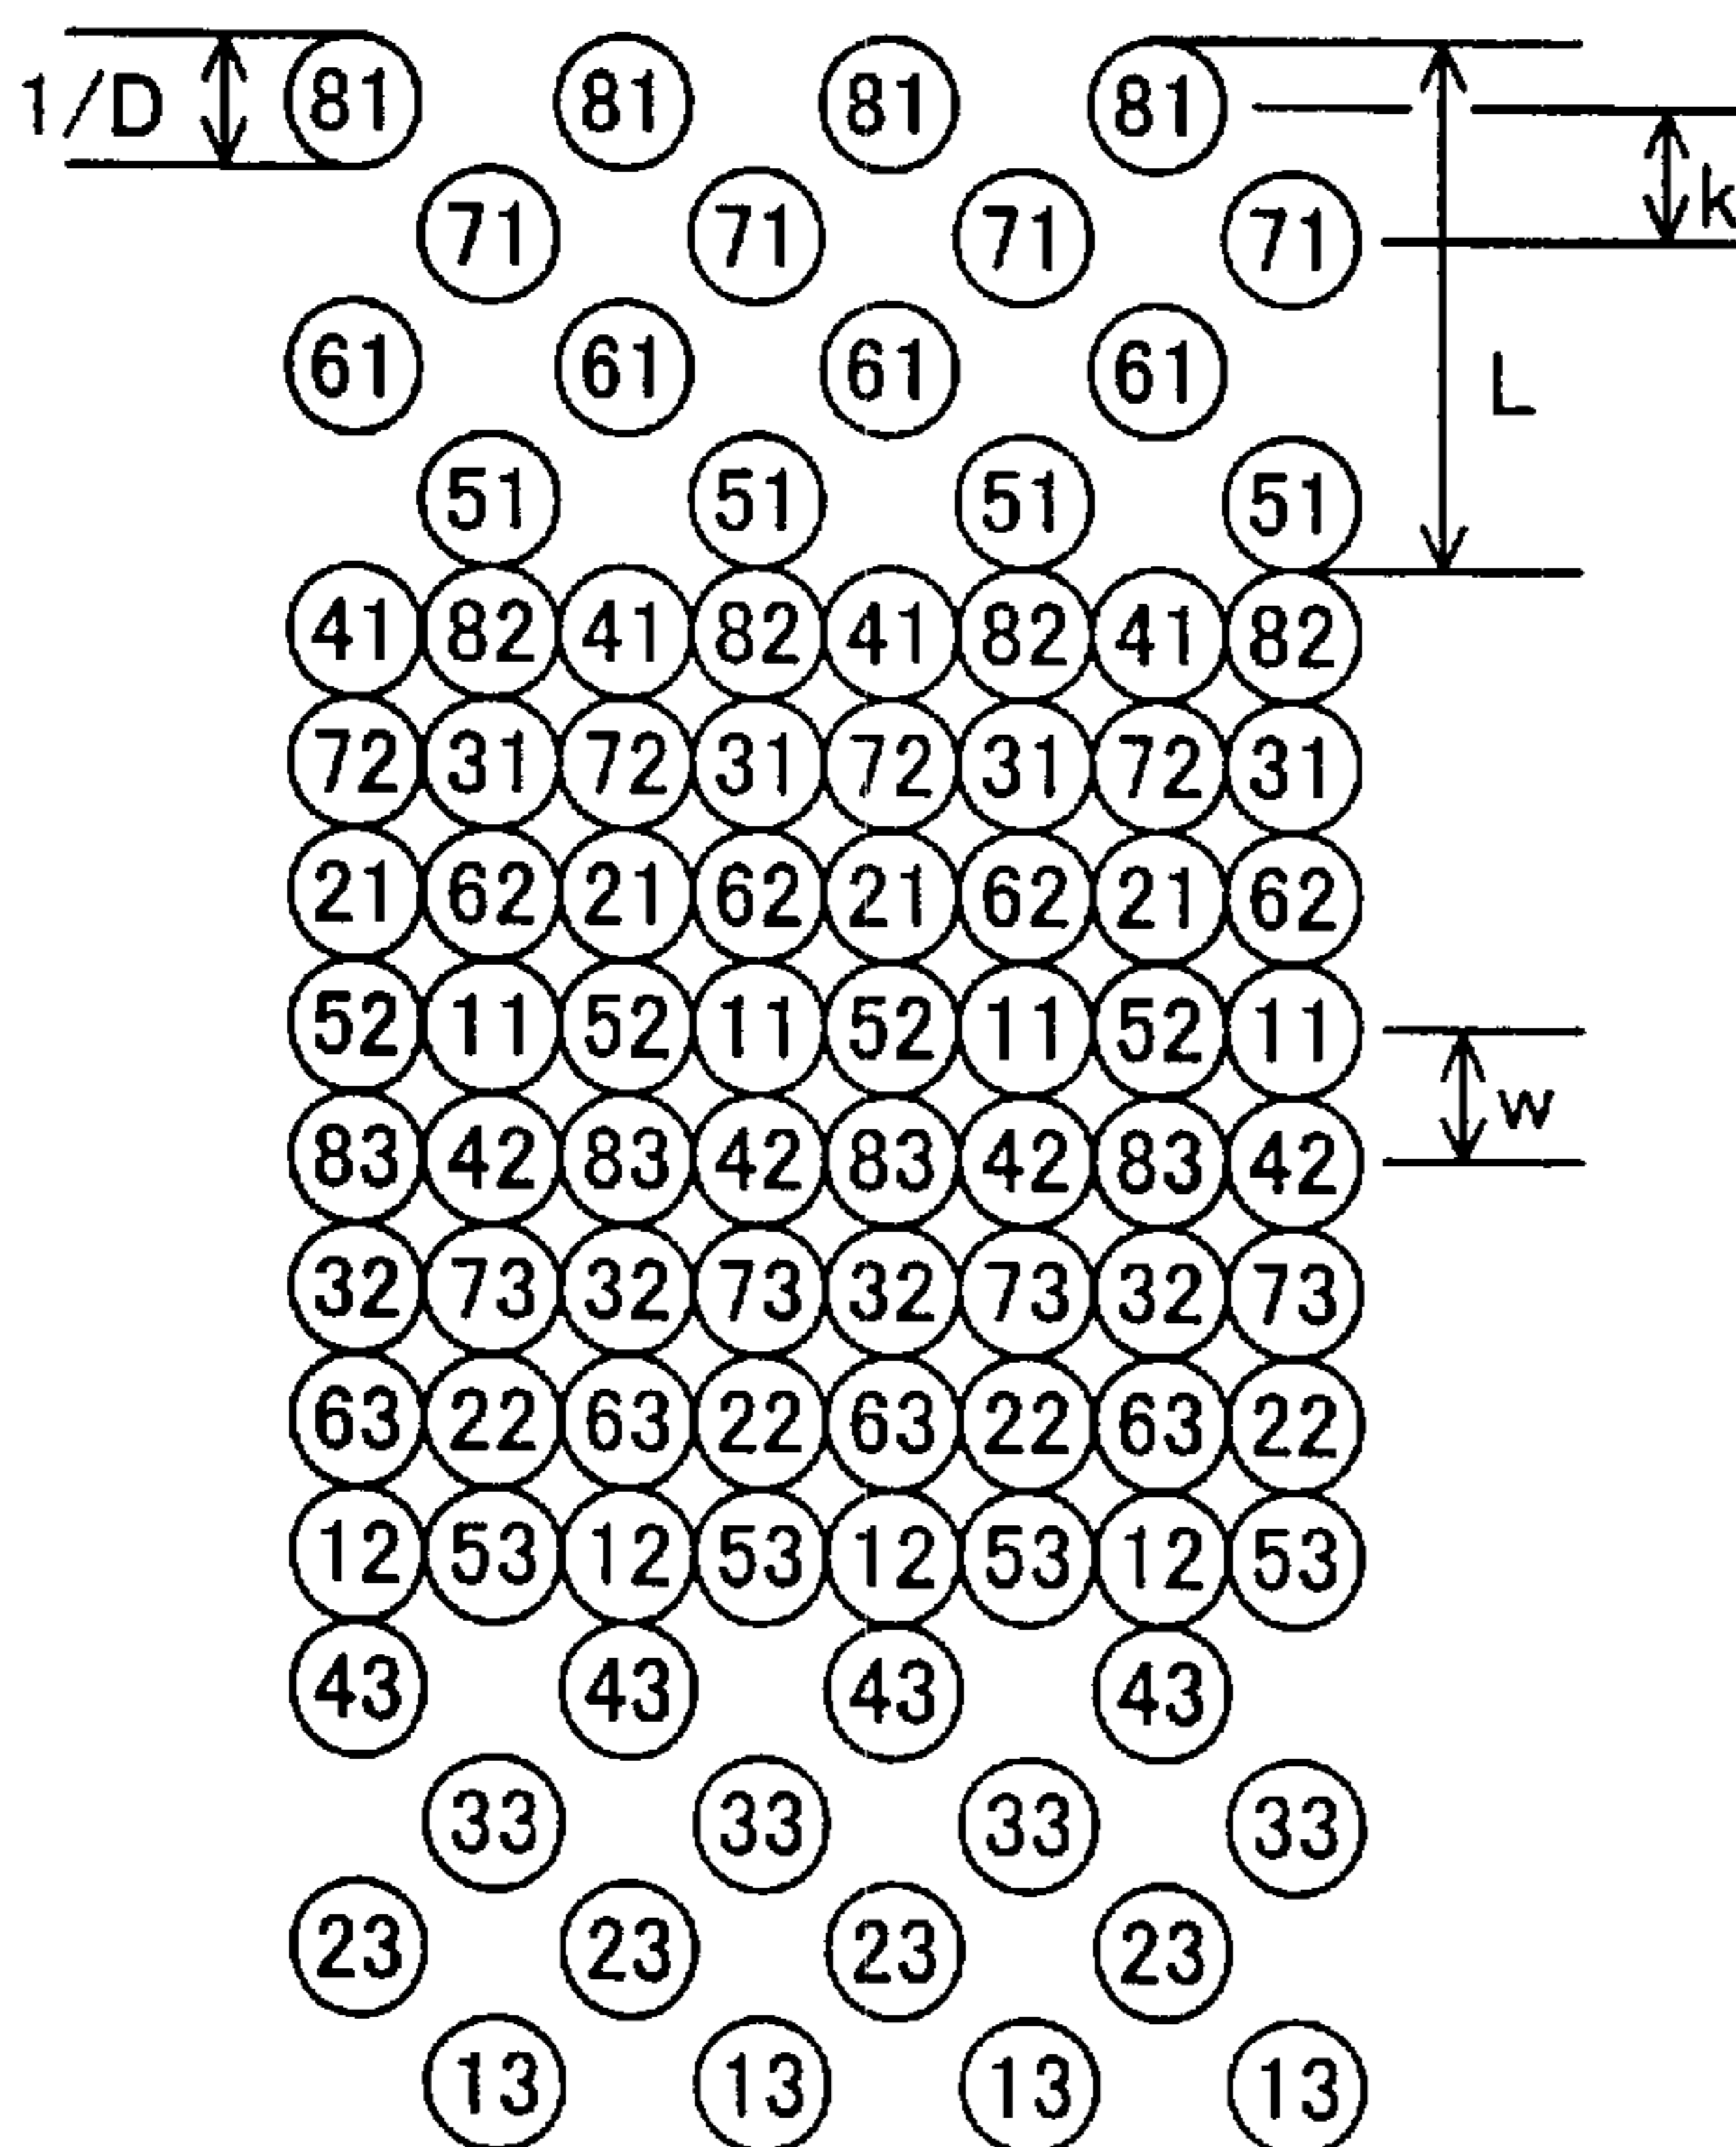 1/D 81 81 81 81
71 71 71 71 k
61 61 61 61 L
51 51 51 51
41 82 41 82 41 82 41 82
72 31 72 31 72 31 72 31
21 62 21 62 21 62 21 62
52 11 52 11 52 11 52 11
83 42 83 42 83 42 83 42 w
32 73 32 73 32 73 32 73
63 22 63 22 63 22 63 22
12 53 12 53 12 53 12 53
43 43 43 43
33 33 33 33
23 23 23 23
13 13 13 13